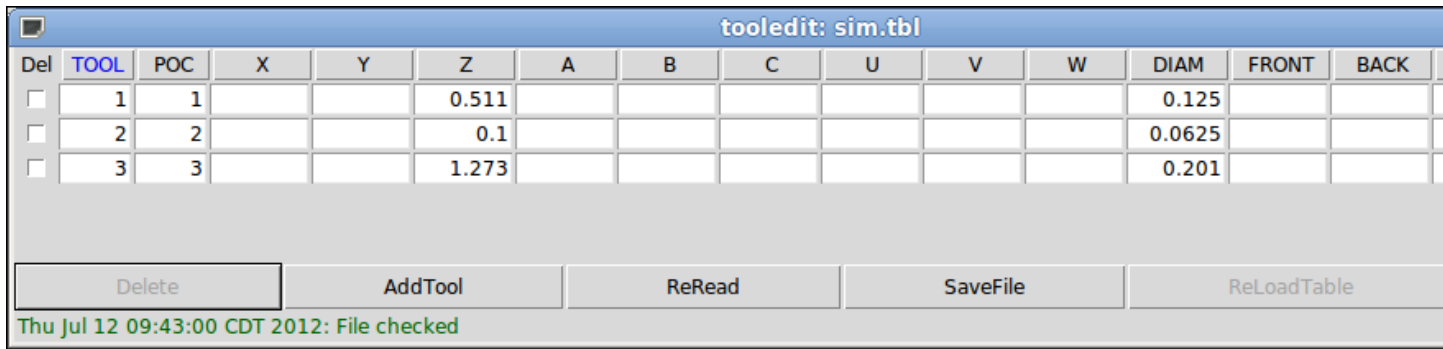 tooledit: sim.tbl
Del TOOL POC X Y Z A B C U V W DIAM FRONT BACK
1 1 0.511 0.125
2 2 0.1 0.0625
3 3 1.273 0.201
Delete AddTool ReRead SaveFile ReLoadTable
Thu Jul 12 09:43:00 CDT 2012: File checked